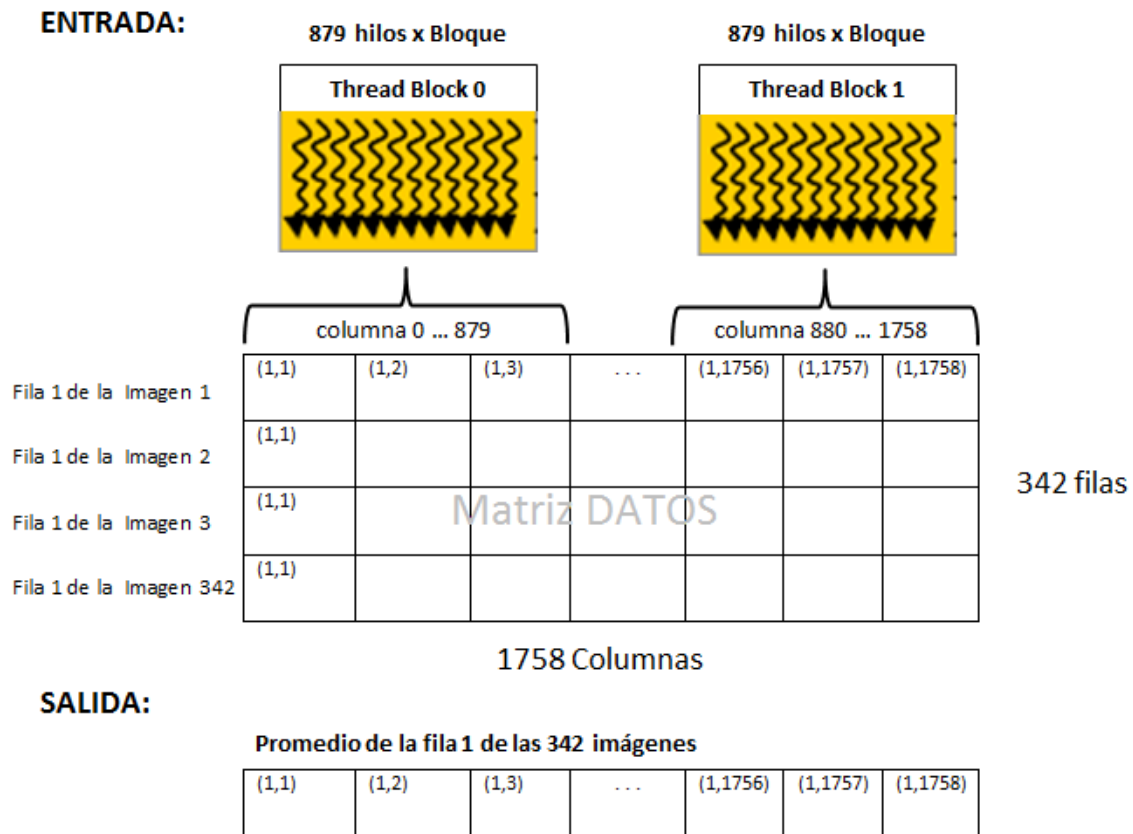 ENTRADA:
879 hilos x Bloque
879 hilos x Bloque
Thread Block 0
Thread Block 1
columna 0 ... 879
columna 880 ... 1758
Fila 1 de la Imagen 1
(1,1) (1,2) (1,3) ... (1,1756) (1,1757) (1,1758)
Fila 1 de la Imagen 2
(1,1)
Fila 1 de la Imagen 3
(1,1)
Matriz DATOS
342 filas
Fila 1 de la Imagen 342
(1,1)
1758 Columnas
SALIDA:
Promedio de la fila 1 de las 342 imágenes
(1,1) (1,2) (1,3) ... (1,1756) (1,1757) (1,1758)